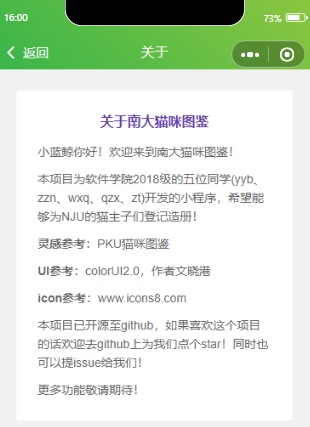 16:00
73%
返回
关于
关于南大猫咪图鉴
小蓝鲸你好！欢迎来到南大猫咪图鉴！
本项目为软件学院2018级的五位同学(yyb、
zzn、wxq、qzx、zt)开发的小程序，希望能
够为NJU的猫主子们登记造册！
灵感参考：PKU猫咪图鉴
UI参考：colorUI2.0，作者文晓港
icon参考：www.icons8.com
本项目已开源至github，如果喜欢这个项目
的话欢迎去github上为我们点个star！同时也
可以提issue给我们！
更多功能敬请期待！